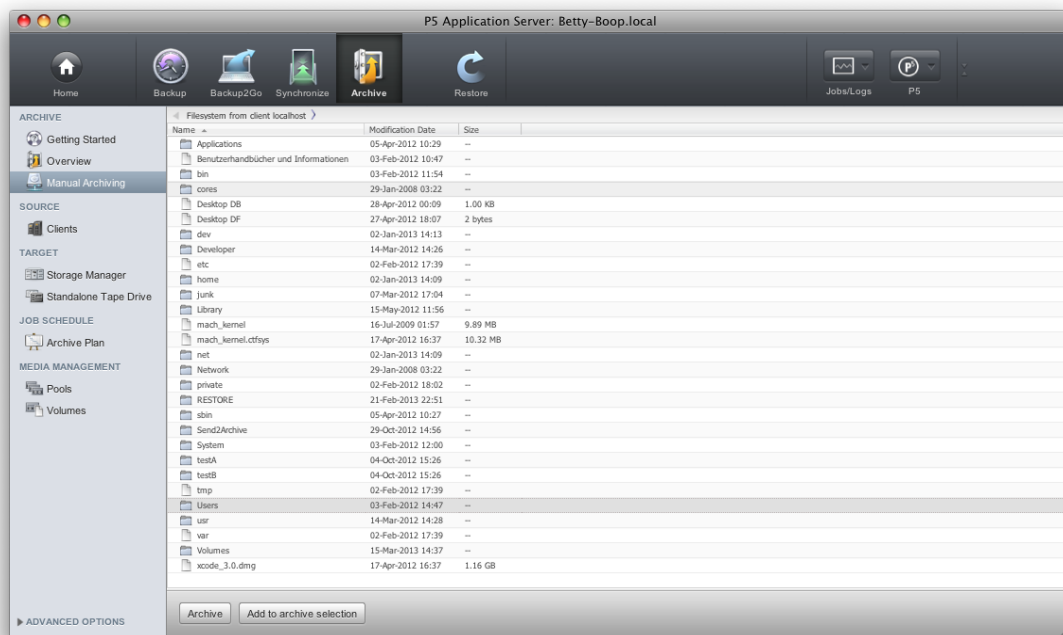 P5 Application Server: Betty-Boop.local
Home Backup Backup2Go Synchronize Archive Restore Jobs/Logs P5
ARCHIVE
Getting Started
Overview
Manual Archiving
SOURCE
Clients
TARGET
Storage Manager
Standalone Tape Drive
JOB SCHEDULE
Archive Plan
MEDIA MANAGEMENT
Pools
Volumes
ADVANCED OPTIONS
Filesystem from client localhost
Name Modification Date Size
Applications 05-Apr-2012 10:29 --
Benutzerhandbücher und Informationen 03-Feb-2012 10:47 --
bin 03-Feb-2012 11:54 --
cores 29-Jan-2008 03:22 --
Desktop DB 28-Apr-2012 00:09 1.00 KB
Desktop DF 27-Apr-2012 18:07 2 bytes
dev 02-Jan-2013 14:13 --
Developer 14-Mar-2012 14:26 --
etc 02-Feb-2012 17:39 --
home 02-Jan-2013 14:09 --
junk 07-Mar-2012 17:04 --
Library 15-May-2012 11:56 --
mach_kernel 16-Jul-2009 01:57 9.89 MB
mach_kernel.ctfsys 17-Apr-2012 16:37 10.32 MB
net 02-Jan-2013 14:09 --
Network 29-Jan-2008 03:22 --
private 02-Feb-2012 18:02 --
RESTORE 21-Feb-2013 22:51 --
sbin 05-Apr-2012 10:27 --
Send2Archive 29-Oct-2012 14:56 --
System 03-Feb-2012 12:00 --
testA 04-Oct-2012 15:26 --
testB 04-Oct-2012 15:26 --
tmp 02-Feb-2012 17:39 --
Users 03-Feb-2012 14:47 --
usr 14-Mar-2012 14:28 --
var 02-Feb-2012 17:39 --
Volumes 15-Mar-2013 14:37 --
xcode_3.0.dmg 17-Apr-2012 16:37 1.16 GB
Archive Add to archive selection